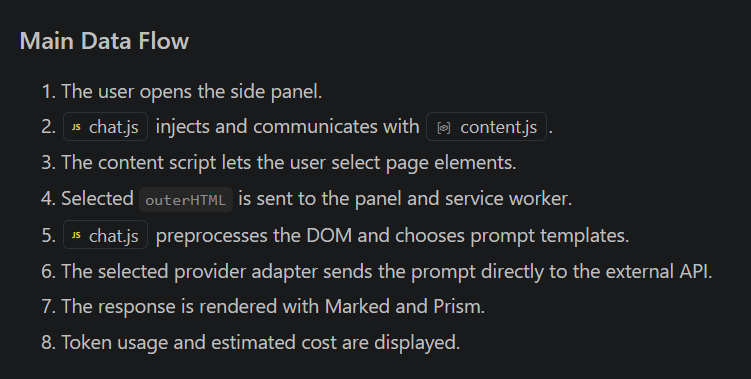 Main Data Flow
1. The user opens the side panel.
2. JS chat.js injects and communicates with content.js.
3. The content script lets the user select page elements.
4. Selected outerHTML is sent to the panel and service worker.
5. JS chat.js preprocesses the DOM and chooses prompt templates.
6. The selected provider adapter sends the prompt directly to the external API.
7. The response is rendered with Marked and Prism.
8. Token usage and estimated cost are displayed.